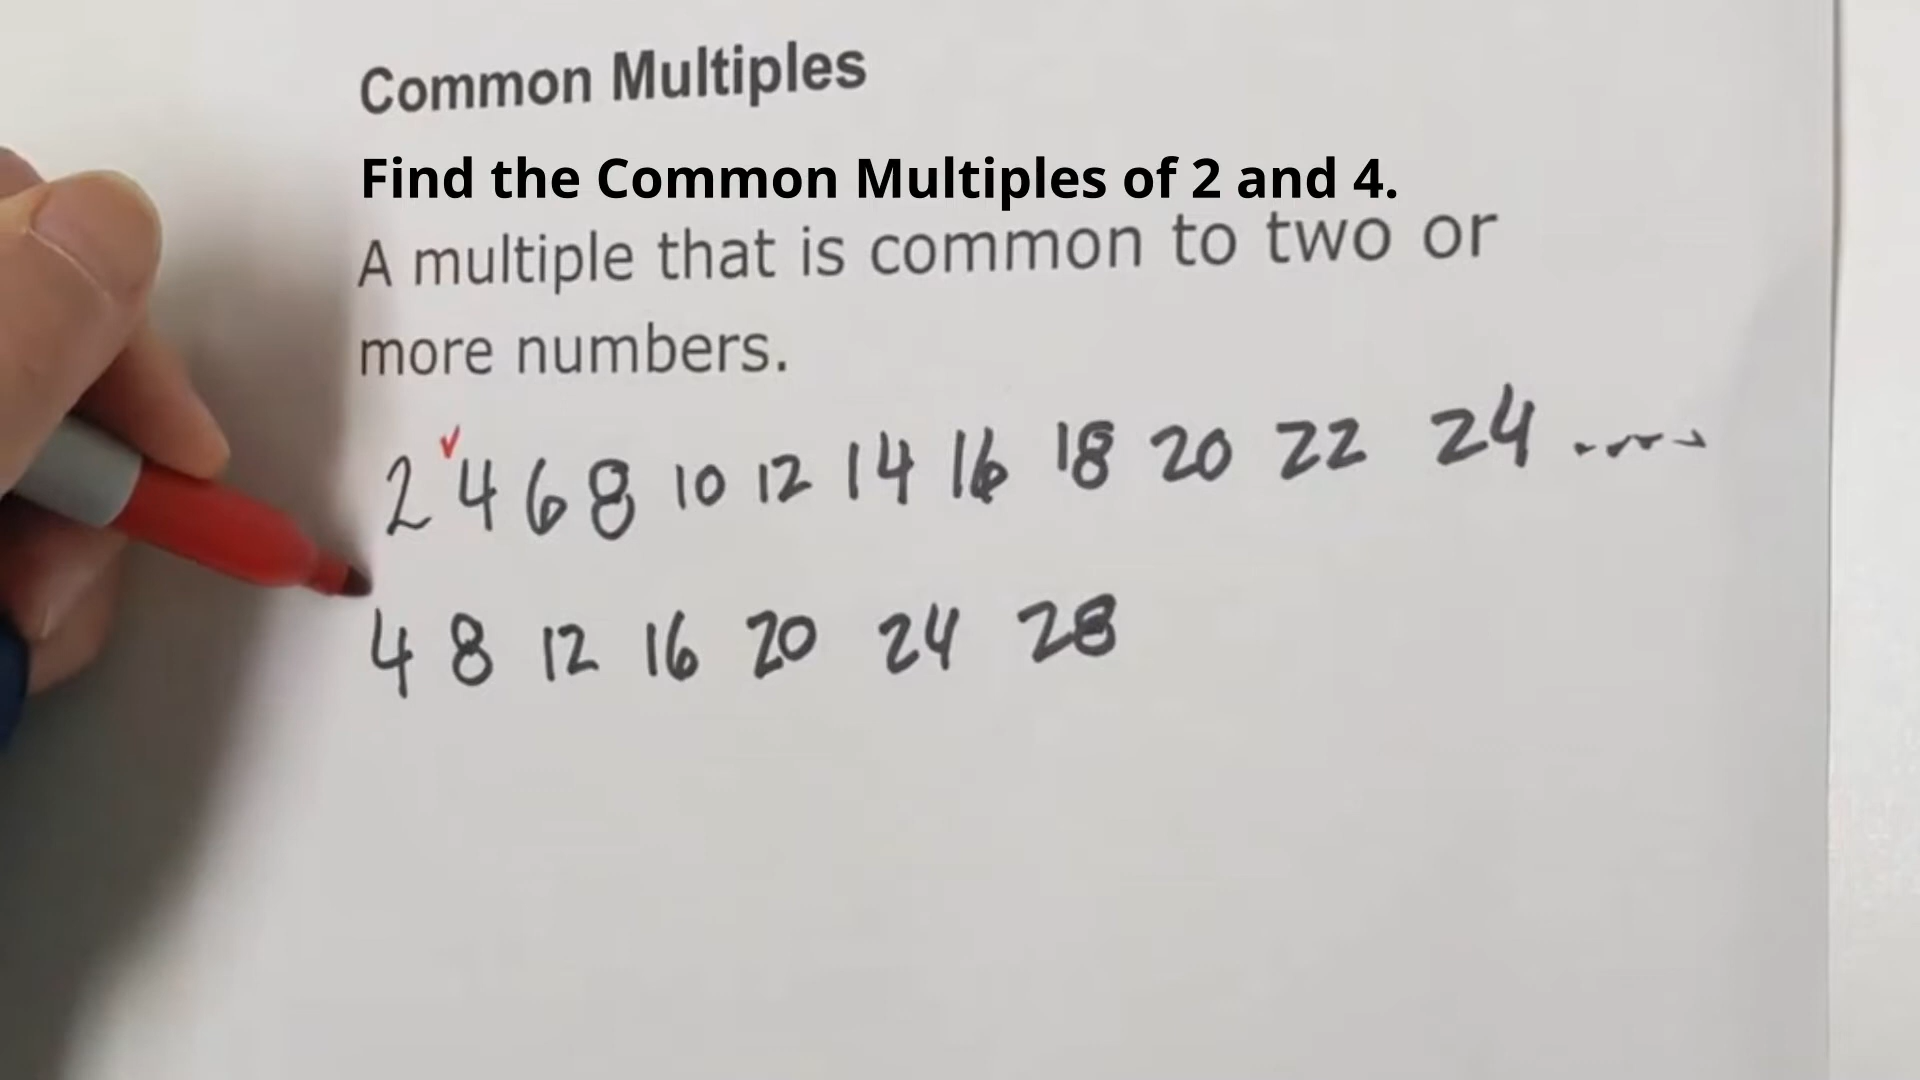 Common Multiples
Find the Common Multiples of 2 and 4.
A multiple that is common to two or
more numbers.
2 4 6 8 10 12 14 16 18 20 22 24 ....
4 8 12 16 20 24 28